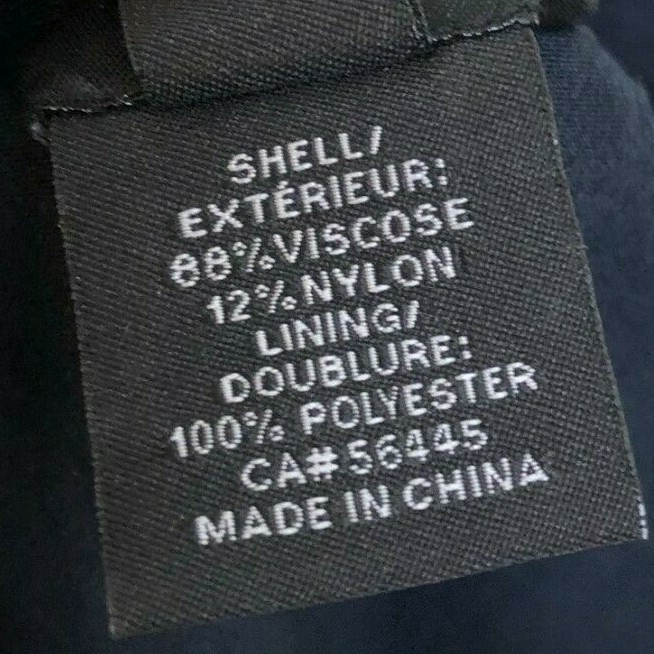 SHELL/
EXTÉRIEUR:
88%VISCOSE
12%NYLON
LINING/
DOUBLURE:
100% POLYESTER
CA#56445
MADE IN CHINA